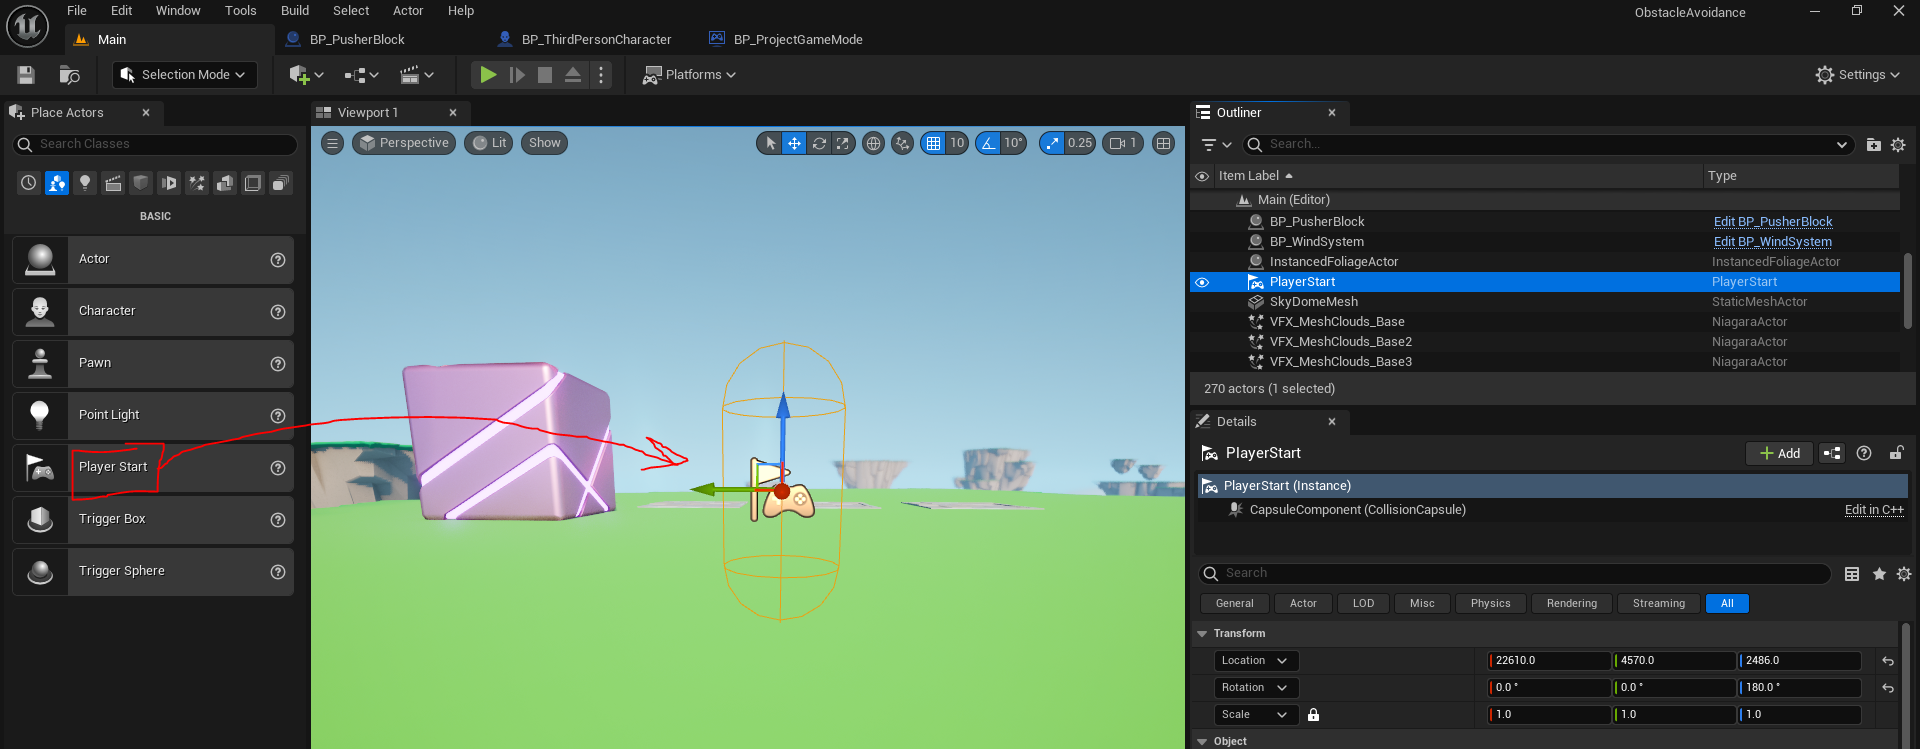 File Edit Window Tools Build Select Actor Help
ObstacleAvoidance
Main BP_PusherBlock BP_ThirdPersonCharacter BP_ProjectGameMode
Selection Mode Platforms Settings
Place Actors
Search Classes
BASIC
Actor
Character
Pawn
Point Light
Player Start
Trigger Box
Trigger Sphere
Viewport 1
Perspective Lit Show 10 10° 0.25 1
Outliner
Search...
Item Label Type
Main (Editor)
BP_PusherBlock Edit BP_PusherBlock
BP_WindSystem Edit BP_WindSystem
InstancedFoliageActor InstancedFoliageActor
PlayerStart PlayerStart
SkyDomeMesh StaticMeshActor
VFX_MeshClouds_Base NiagaraActor
VFX_MeshClouds_Base2 NiagaraActor
VFX_MeshClouds_Base3 NiagaraActor
270 actors (1 selected)
Details
PlayerStart Add
PlayerStart (Instance)
CapsuleComponent (CollisionCapsule) Edit in C++
Search
General Actor LOD Misc Physics Rendering Streaming All
Transform
Location 22610.0 4570.0 2486.0
Rotation 0.0 ° 0.0 ° 180.0 °
Scale 1.0 1.0 1.0
Object